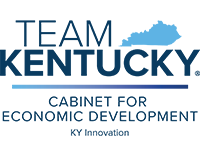 TEAM
KENTUCKY®
CABINET FOR
ECONOMIC DEVELOPMENT
KY Innovation